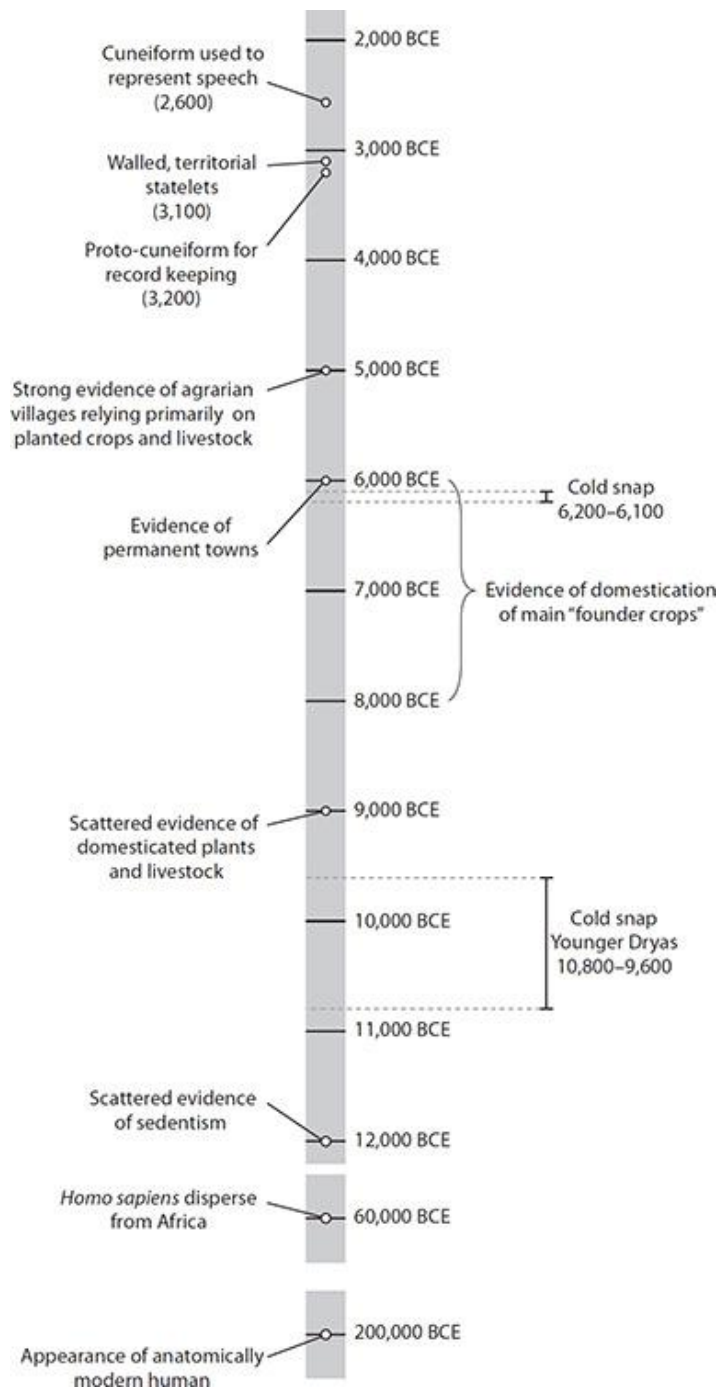 2,000 BCE
Cuneiform used to
represent speech
(2,600)
3,000 BCE
Walled, territorial
statelets
(3,100)
Proto-cuneiform for
record keeping
(3,200)
4,000 BCE
5,000 BCE
Strong evidence of agrarian
villages relying primarily on
planted crops and livestock
6,000 BCE
Cold snap
6,200–6,100
Evidence of
permanent towns
7,000 BCE
Evidence of domestication
of main "founder crops"
8,000 BCE
9,000 BCE
Scattered evidence of
domesticated plants
and livestock
10,000 BCE
Cold snap
Younger Dryas
10,800–9,600
11,000 BCE
Scattered evidence
of sedentism
12,000 BCE
Homo sapiens disperse
from Africa
60,000 BCE
200,000 BCE
Appearance of anatomically
modern human